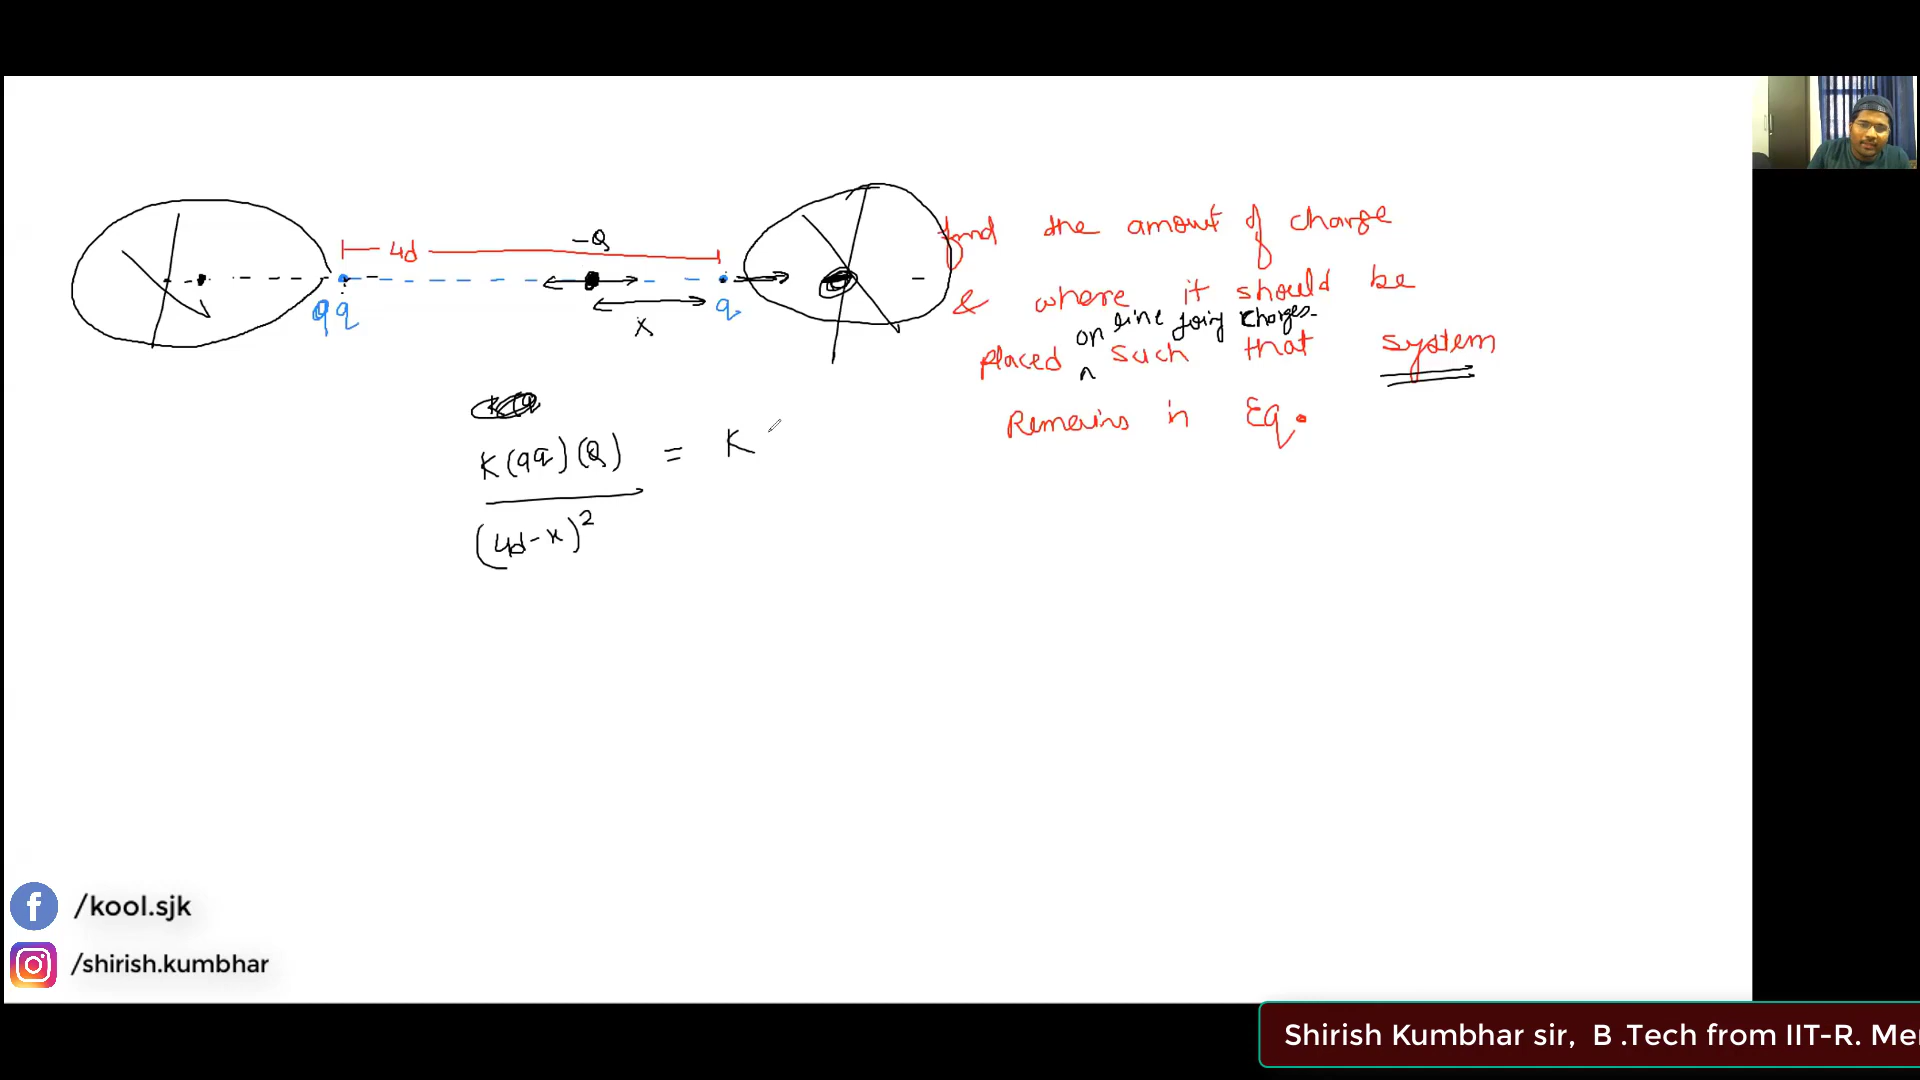 4d
-Q
9q
q
x
find the amount of charge
& where it should be
on line joing charges.
placed ^ such that system
Remains in Eq.
K(9q)(Q) = K
(4d-x)²
/kool.sjk
/shirish.kumbhar
Shirish Kumbhar sir, B .Tech from IIT-R. Me